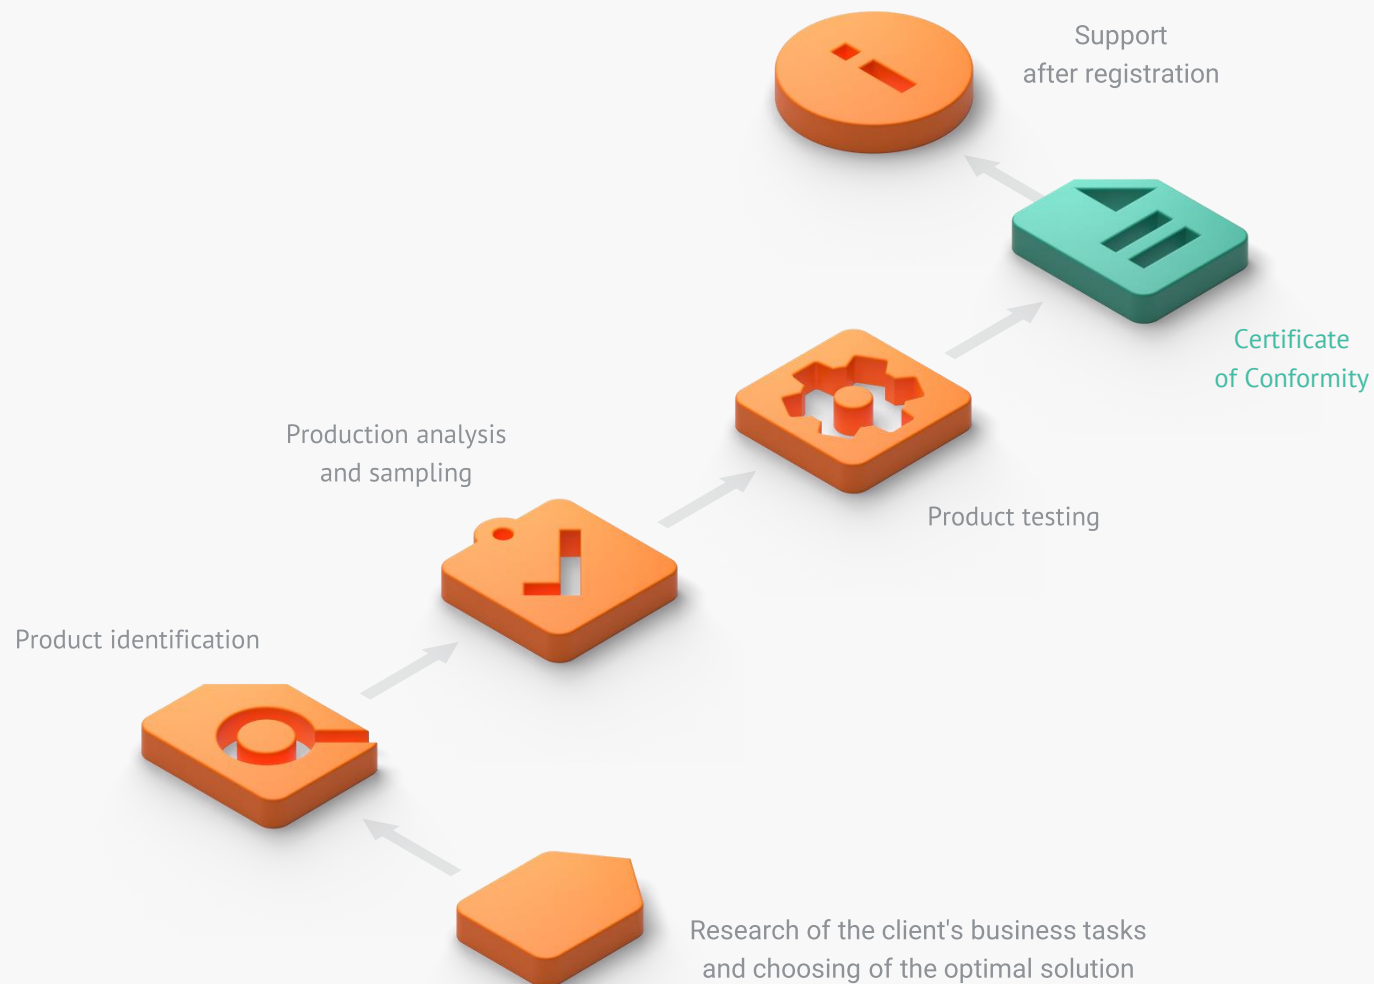 Support
after registration
Certificate
of Conformity
Production analysis
and sampling
Product testing
Product identification
Research of the client's business tasks
and choosing of the optimal solution